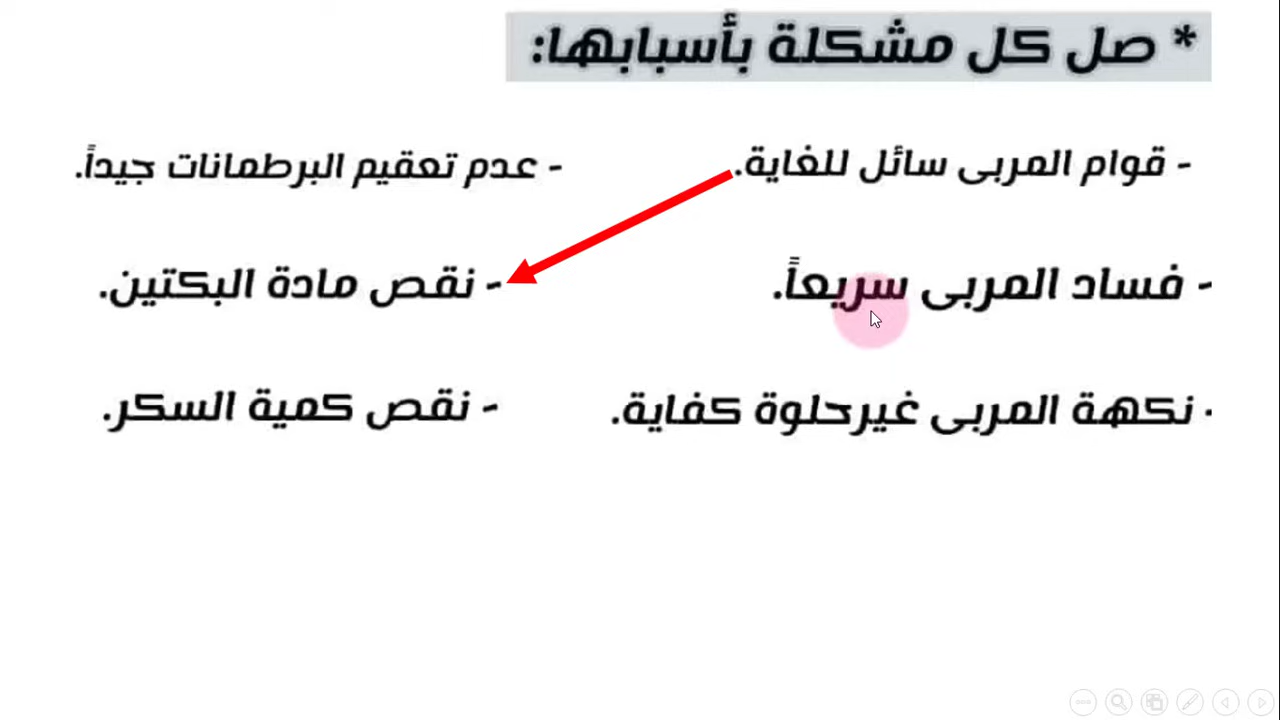 * صل كل مشكلة بأسبابها:
- قوام المربى سائل للغاية.
- عدم تعقيم البرطمانات جيداً.
- فساد المربى سريعاً.
- نقص مادة البكتين.
- نكهة المربى غيرحلوة كفاية.
- نقص كمية السكر.